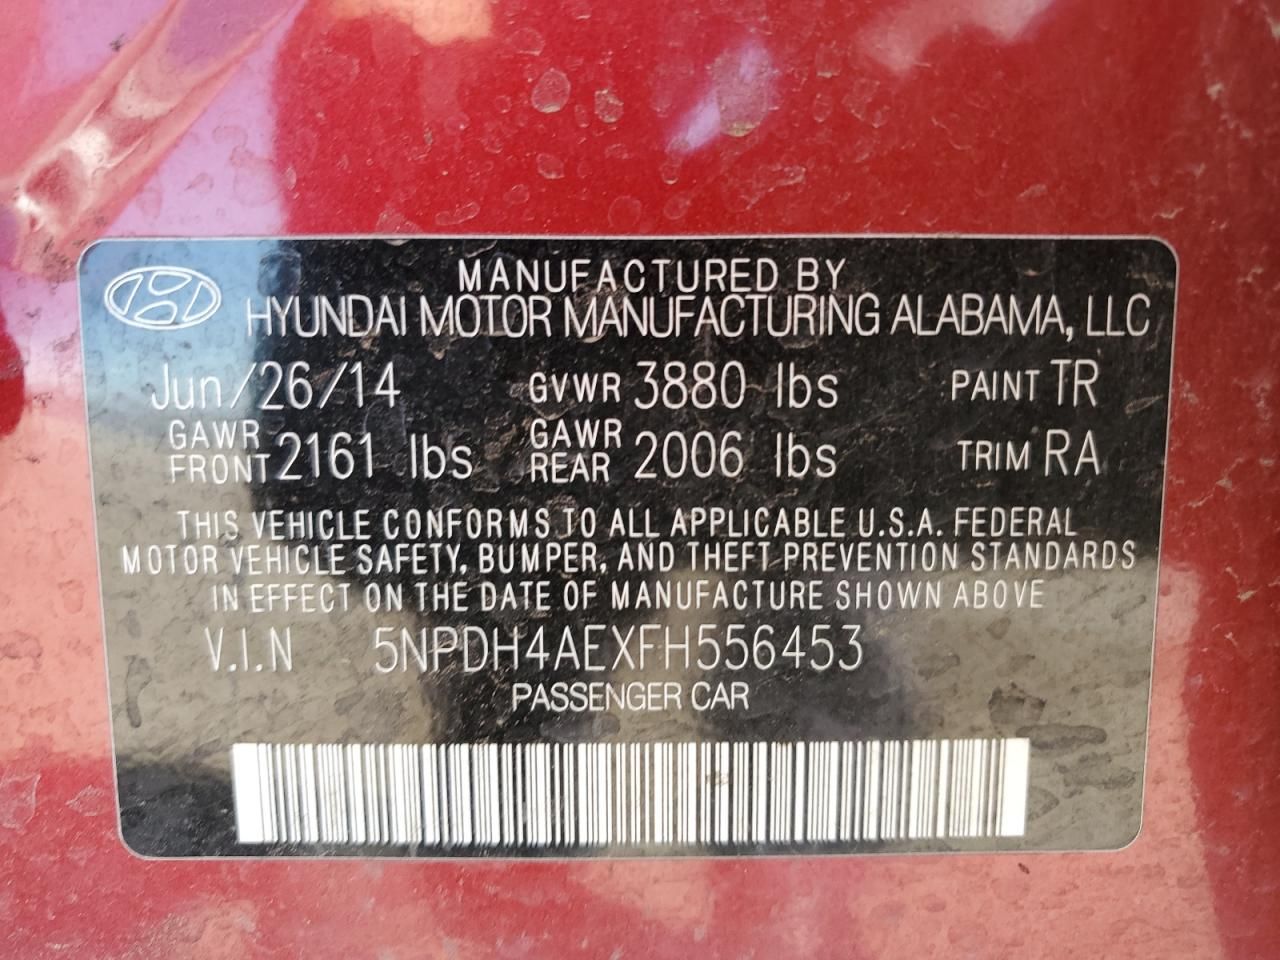 MANUFACTURED BY
HYUNDAI MOTOR MANUFACTURING ALABAMA, LLC
Jun/26/14 GVWR 3880 lbs PAINT TR
GAWR FRONT 2161 lbs GAWR REAR 2006 lbs TRIM RA
THIS VEHICLE CONFORMS TO ALL APPLICABLE U.S.A. FEDERAL
MOTOR VEHICLE SAFETY, BUMPER, AND THEFT PREVENTION STANDARDS
IN EFFECT ON THE DATE OF MANUFACTURE SHOWN ABOVE
V.I.N 5NPDH4AEXFH556453
PASSENGER CAR